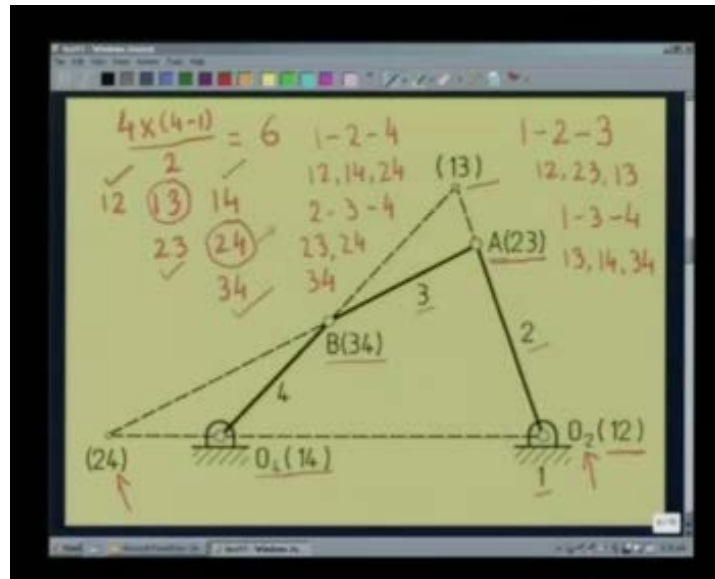 4×(4-1) = 6
2
12 13 14
23 24
34
1-2-4
12, 14, 24
2-3-4
23, 24
34
1-2-3
12, 23, 13
1-3-4
13, 14, 34
(13)
A(23)
3
2
B(34)
4
(24)
O₄(14)
O₂(12)
1